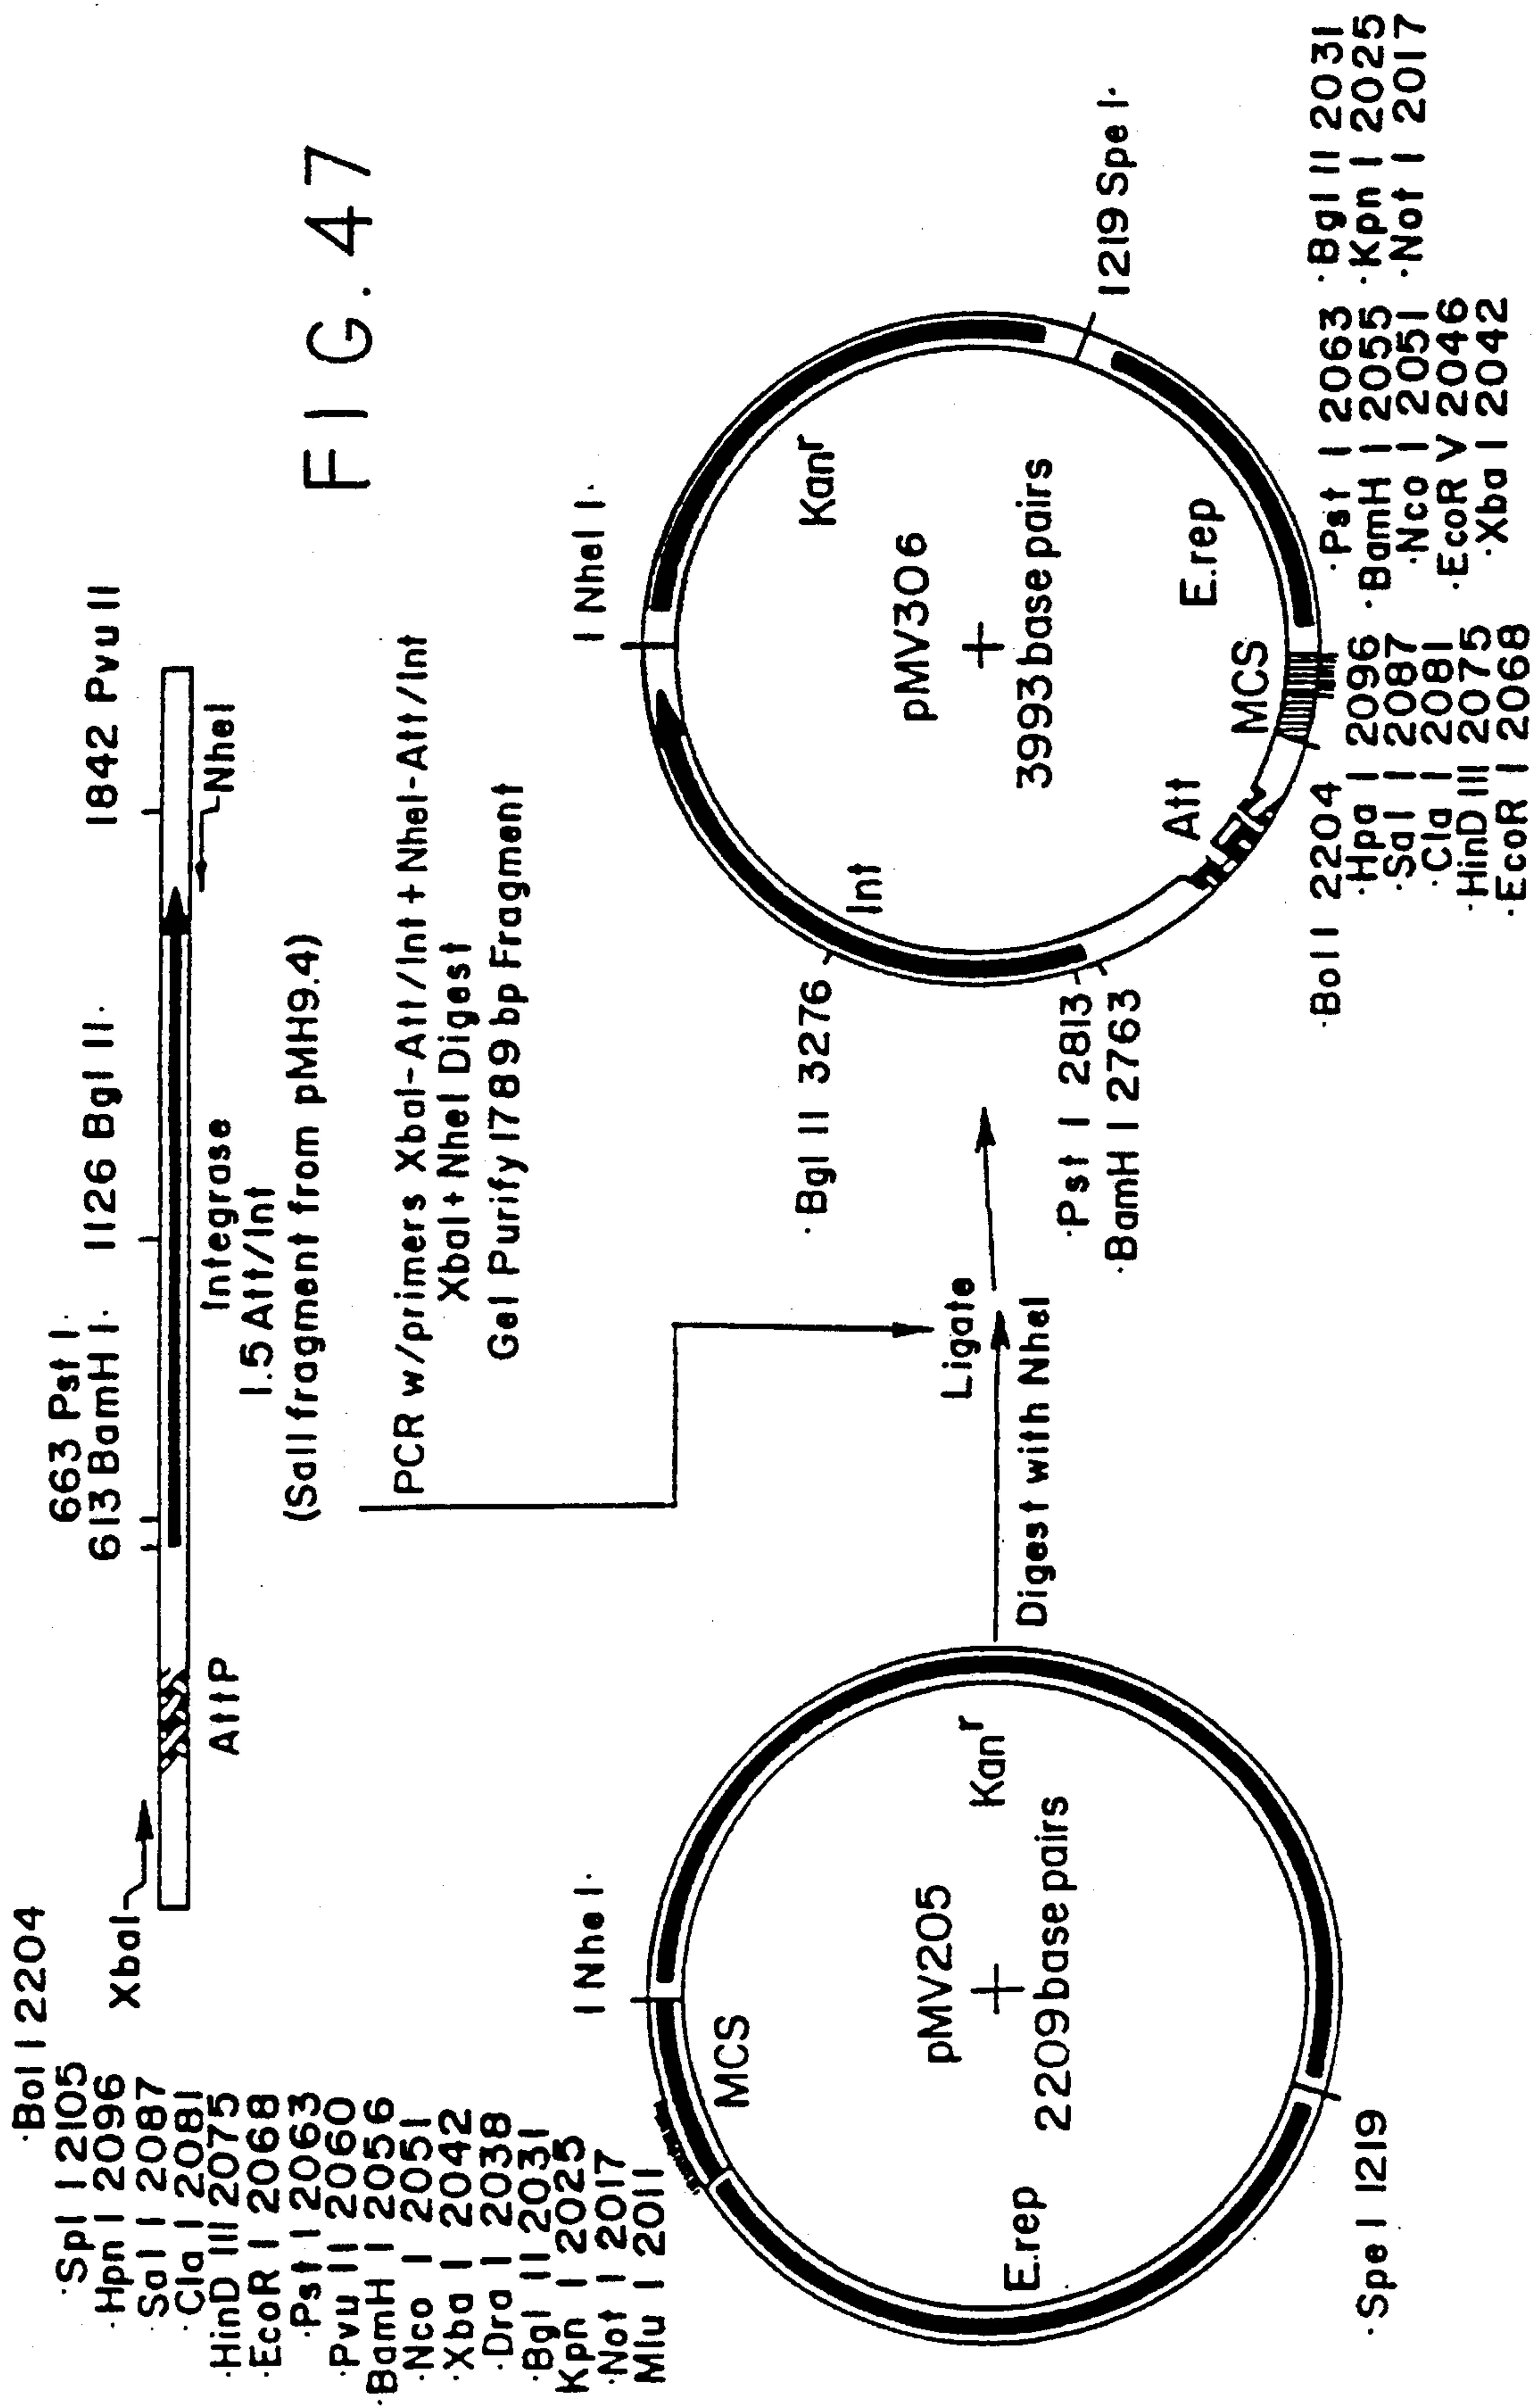 FIG. 47
·Bol I 2204
·Spl I 2105
·Hpn I 2096
Sal I 2087
·Cla I 2081
·HinD III 2075
·EcoR I 2068
·Pst I 2063
Pvu II 2060
·BamH I 2056
·Nco I 2051
·Xba I 2042
·Dra I 2038
·Bgl II 2031
Kpn I 2025
·Not I 2017
Mlu I 2011
XbaI
663 Pst I·
613 BamH I·
1126 Bgl II·
1842 Pvu II
AttP
Integrase
NheI
1.5 Att/Int
(SalI fragment from pMH9.4)
PCR w/primers XbaI-Att/Int + NheI-Att/Int
XbaI + NheI Digest
Gel Purify 1789 bp Fragment
1 Nhe I·
MCS
pMV205
2209 base pairs
Kanr
E.rep
·Spe I 1219
Ligate
Digest with NheI
1 Nhe I·
Kanr
pMV306
3993 base pairs
Int
E.rep
MCS
Att
1219 Spe I·
·Bgl II 3276
·Pst I 2813
·BamH I 2763
·Bol I 2204
·Hpa I 2096
·Sal I 2087
·Cla I 2081
·HinD III 2075
·EcoR I 2068
·Pst I 2063
·BamH I 2055
·Nco I 2051
·EcoR V 2046
·Xba I 2042
·Bgl II 2031
·Kpn I 2025
·Not I 2017